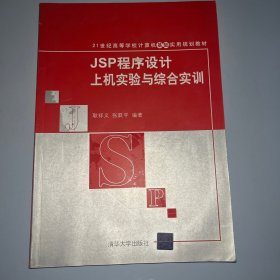 21世纪高等学校计算机基础实用规划教材
JSP程序设计
上机实验与综合实训
耿祥义 张跃平 编著
J
S
P
清华大学出版社